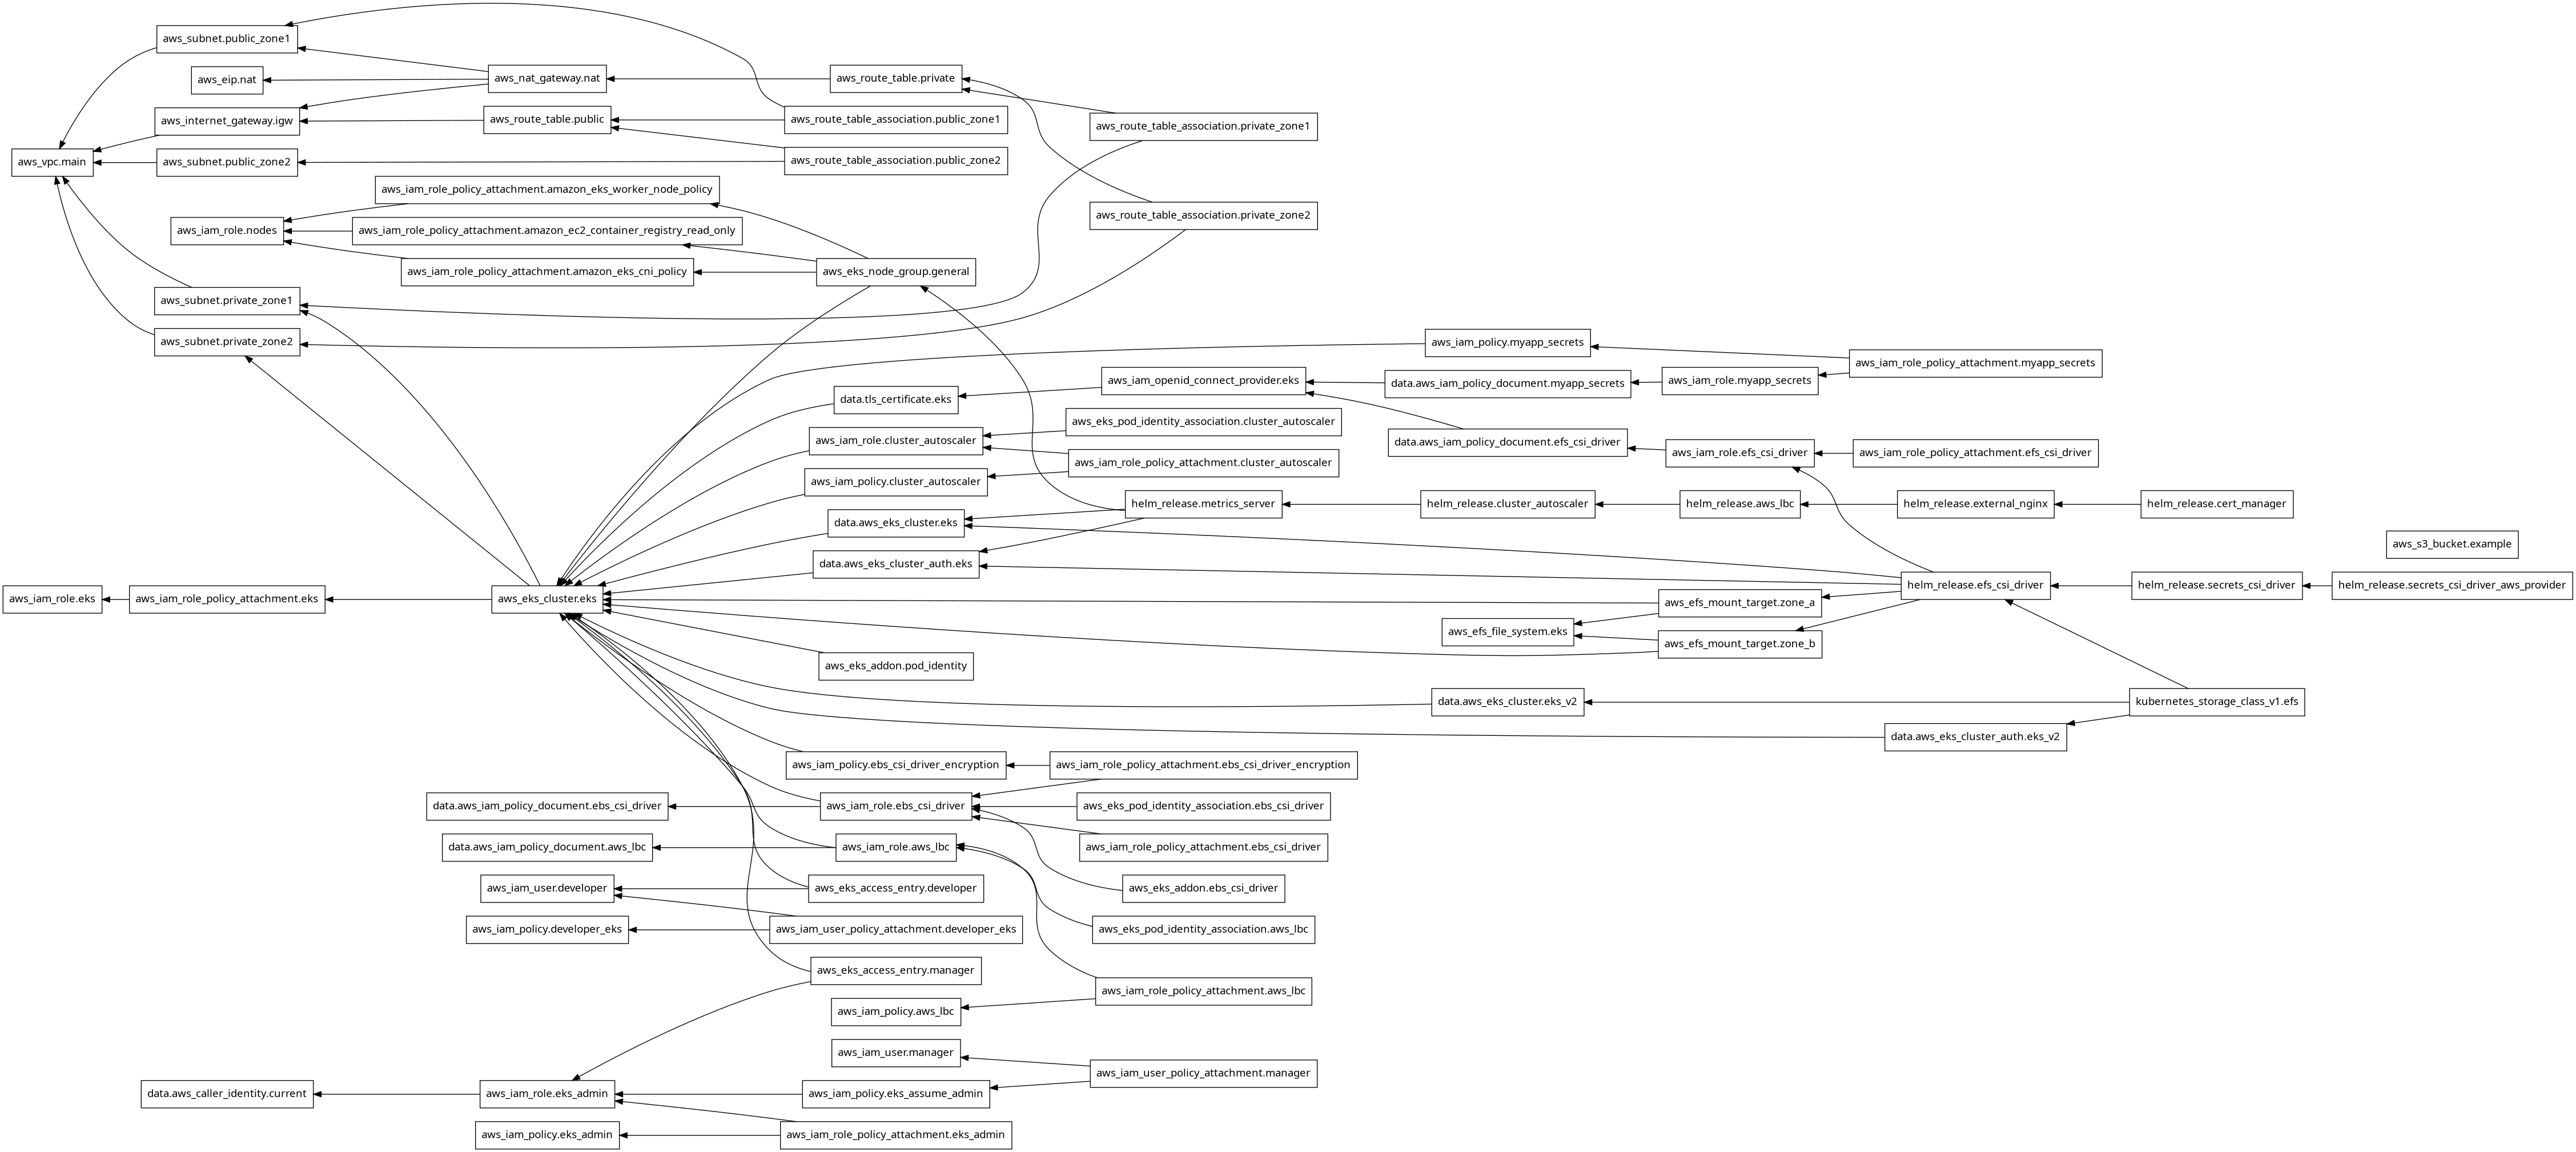 aws_subnet.public_zone1
aws_eip.nat
aws_nat_gateway.nat
aws_route_table.private
aws_internet_gateway.igw
aws_route_table.public
aws_route_table_association.public_zone1
aws_route_table_association.private_zone1
aws_vpc.main
aws_subnet.public_zone2
aws_route_table_association.public_zone2
aws_iam_role_policy_attachment.amazon_eks_worker_node_policy
aws_iam_role.nodes
aws_iam_role_policy_attachment.amazon_ec2_container_registry_read_only
aws_route_table_association.private_zone2
aws_iam_role_policy_attachment.amazon_eks_cni_policy
aws_eks_node_group.general
aws_subnet.private_zone1
aws_subnet.private_zone2
aws_iam_policy.myapp_secrets
aws_iam_role_policy_attachment.myapp_secrets
aws_iam_openid_connect_provider.eks
data.aws_iam_policy_document.myapp_secrets
aws_iam_role.myapp_secrets
data.tls_certificate.eks
aws_eks_pod_identity_association.cluster_autoscaler
aws_iam_role.cluster_autoscaler
data.aws_iam_policy_document.efs_csi_driver
aws_iam_role.efs_csi_driver
aws_iam_role_policy_attachment.efs_csi_driver
aws_iam_role_policy_attachment.cluster_autoscaler
aws_iam_policy.cluster_autoscaler
helm_release.metrics_server
helm_release.cluster_autoscaler
helm_release.aws_lbc
helm_release.external_nginx
helm_release.cert_manager
data.aws_eks_cluster.eks
aws_s3_bucket.example
data.aws_eks_cluster_auth.eks
helm_release.efs_csi_driver
helm_release.secrets_csi_driver
helm_release.secrets_csi_driver_aws_provider
aws_iam_role.eks
aws_iam_role_policy_attachment.eks
aws_eks_cluster.eks
aws_efs_mount_target.zone_a
aws_efs_file_system.eks
aws_efs_mount_target.zone_b
aws_eks_addon.pod_identity
data.aws_eks_cluster.eks_v2
kubernetes_storage_class_v1.efs
data.aws_eks_cluster_auth.eks_v2
aws_iam_policy.ebs_csi_driver_encryption
aws_iam_role_policy_attachment.ebs_csi_driver_encryption
data.aws_iam_policy_document.ebs_csi_driver
aws_iam_role.ebs_csi_driver
aws_eks_pod_identity_association.ebs_csi_driver
data.aws_iam_policy_document.aws_lbc
aws_iam_role.aws_lbc
aws_iam_role_policy_attachment.ebs_csi_driver
aws_iam_user.developer
aws_eks_access_entry.developer
aws_eks_addon.ebs_csi_driver
aws_iam_policy.developer_eks
aws_iam_user_policy_attachment.developer_eks
aws_eks_pod_identity_association.aws_lbc
aws_eks_access_entry.manager
aws_iam_role_policy_attachment.aws_lbc
aws_iam_policy.aws_lbc
aws_iam_user.manager
aws_iam_user_policy_attachment.manager
data.aws_caller_identity.current
aws_iam_role.eks_admin
aws_iam_policy.eks_assume_admin
aws_iam_policy.eks_admin
aws_iam_role_policy_attachment.eks_admin